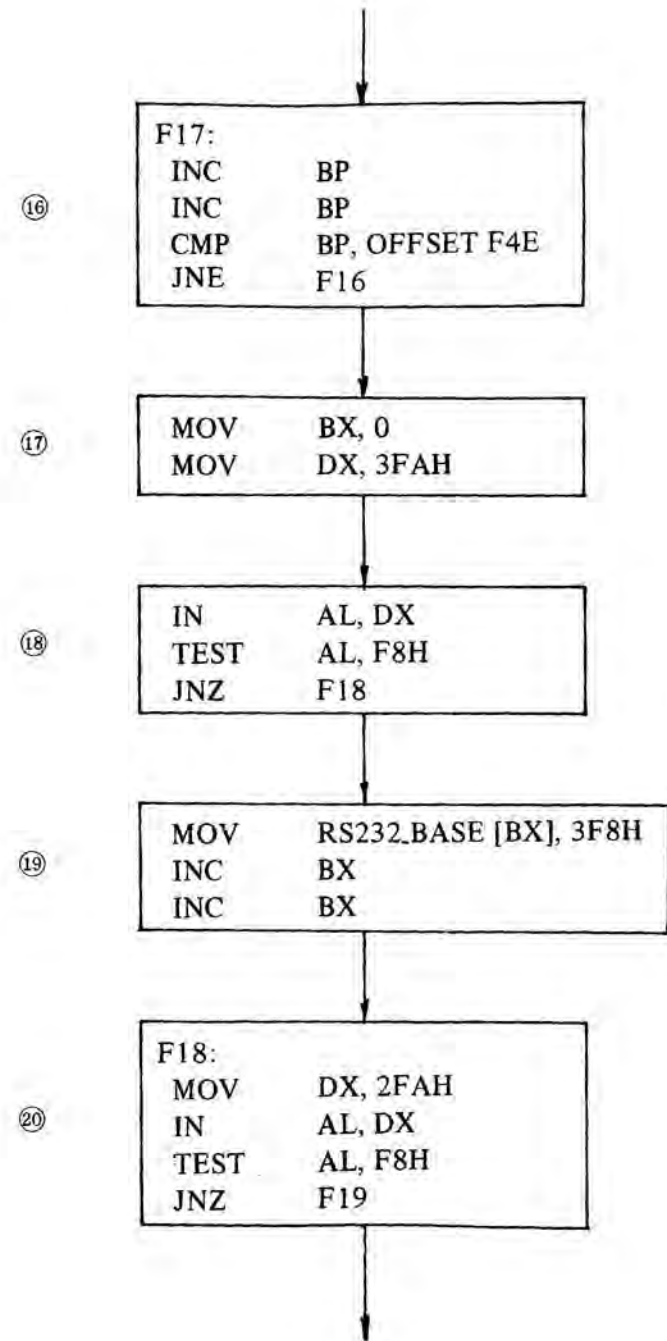 F17:
INC BP
⑯
INC BP
CMP BP, OFFSET F4E
JNE F16
⑰
MOV BX, 0
MOV DX, 3FAH
IN AL, DX
⑱
TEST AL, F8H
JNZ F18
MOV RS232_BASE [BX], 3F8H
⑲
INC BX
INC BX
F18:
MOV DX, 2FAH
⑳
IN AL, DX
TEST AL, F8H
JNZ F19